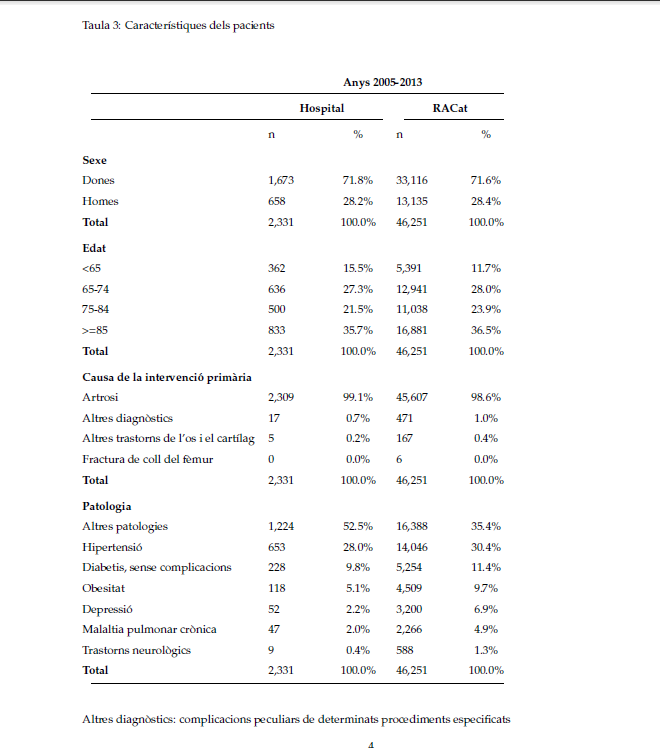 Taula 3: Característiques dels pacients
Anys 2005-2013
Hospital RACat
n % n %
Sexe
Dones 1,673 71.8% 33,116 71.6%
Homes 658 28.2% 13,135 28.4%
Total 2,331 100.0% 46,251 100.0%
Edat
<65 362 15.5% 5,391 11.7%
65-74 636 27.3% 12,941 28.0%
75-84 500 21.5% 11,038 23.9%
>=85 833 35.7% 16,881 36.5%
Total 2,331 100.0% 46,251 100.0%
Causa de la intervenció primària
Artrosi 2,309 99.1% 45,607 98.6%
Altres diagnòstics 17 0.7% 471 1.0%
Altres trastorns de l'os i el cartílag 5 0.2% 167 0.4%
Fractura de coll del fèmur 0 0.0% 6 0.0%
Total 2,331 100.0% 46,251 100.0%
Patologia
Altres patologies 1,224 52.5% 16,388 35.4%
Hipertensió 653 28.0% 14,046 30.4%
Diabetis, sense complicacions 228 9.8% 5,254 11.4%
Obesitat 118 5.1% 4,509 9.7%
Depressió 52 2.2% 3,200 6.9%
Malaltia pulmonar crònica 47 2.0% 2,266 4.9%
Trastorns neurològics 9 0.4% 588 1.3%
Total 2,331 100.0% 46,251 100.0%
Altres diagnòstics: complicacions peculiars de determinats procediments especificats
4